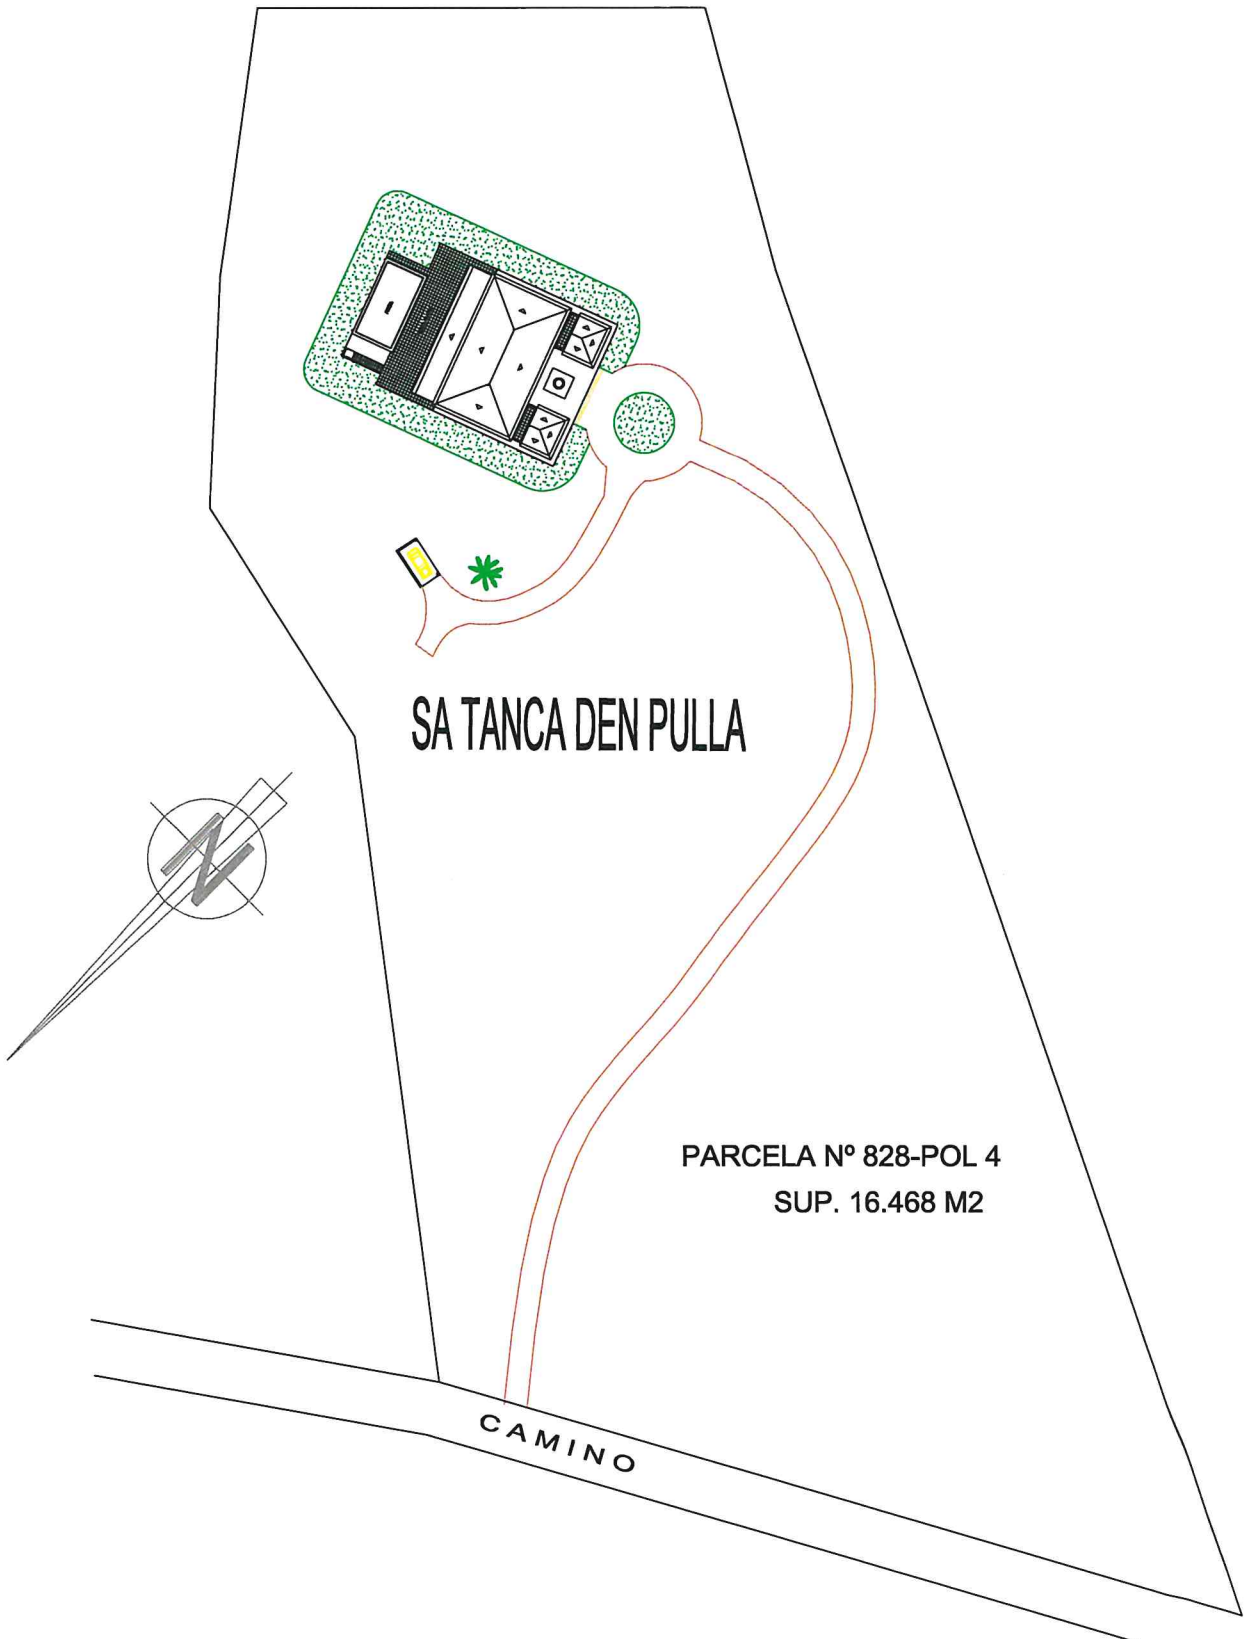 SA TANCA DEN PULLA
N
PARCELA Nº 828-POL 4
SUP. 16.468 M2
CAMINO